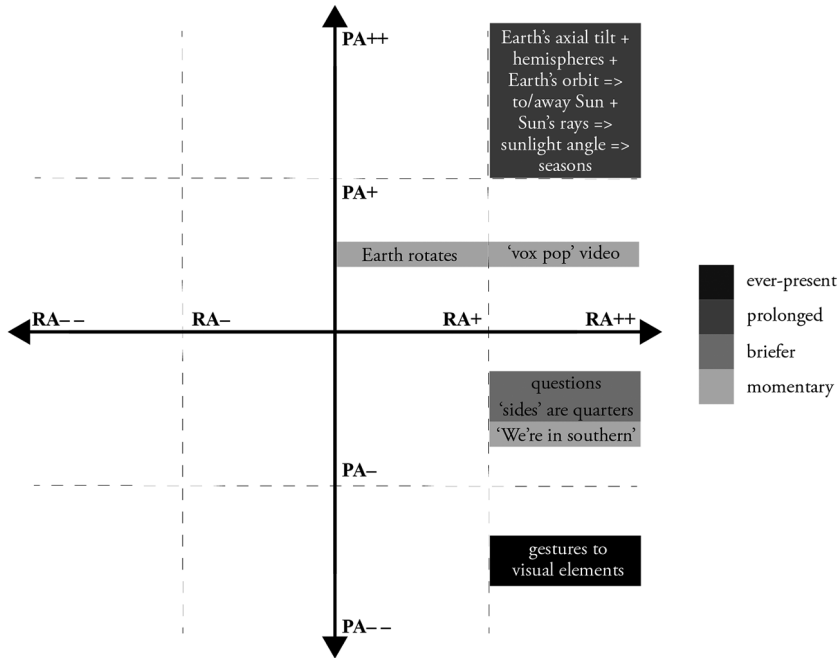 PA++
Earth's axial tilt +
hemispheres +
Earth's orbit =>
to/away Sun +
Sun's rays =>
sunlight angle =>
seasons
PA+
Earth rotates
‘vox pop’ video
RA– –
RA–
RA+
RA++
ever-present
prolonged
briefer
momentary
questions
‘sides’ are quarters
‘We’re in southern’
PA–
gestures to
visual elements
PA– –